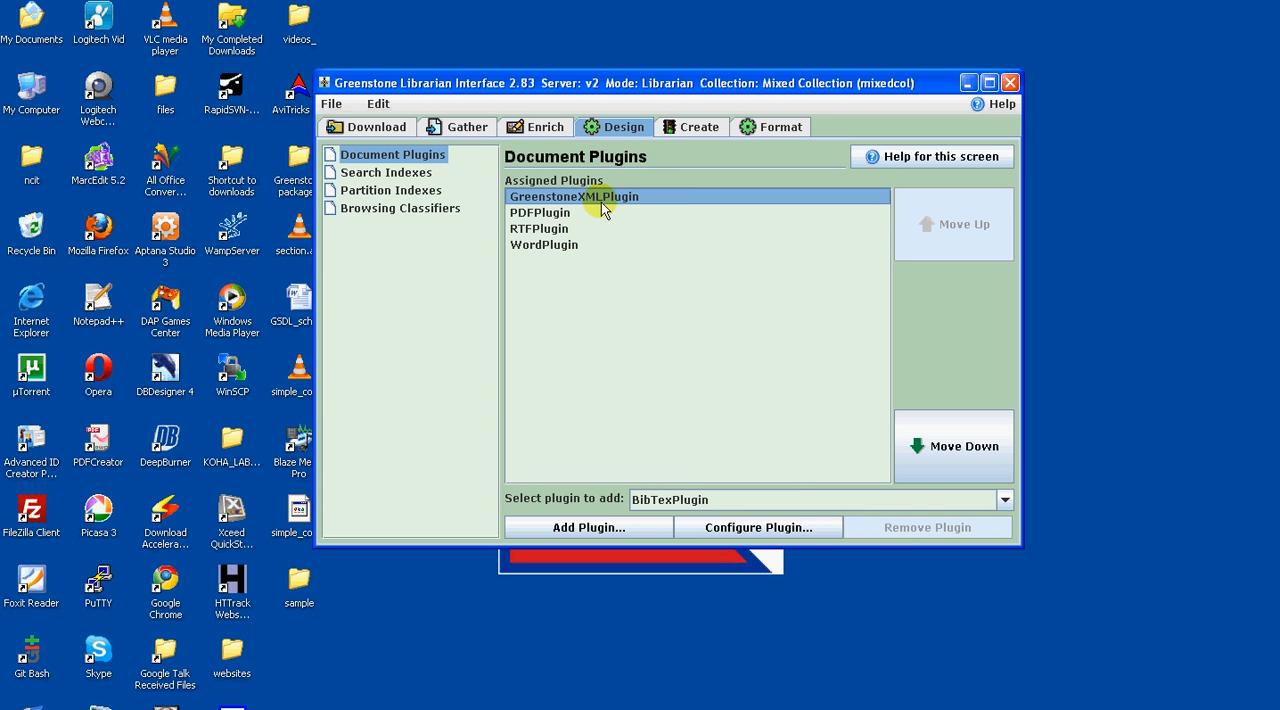 My Documents
Logitech Vid
VLC media
player
My Completed
Downloads
videos_
Greenstone Librarian Interface 2.83 Server: v2 Mode: Librarian Collection: Mixed Collection (mixedcol)
File
Edit
Help
My Computer
Logitech
Webc...
files
RapidSVN-...
AviTricks
Download
Gather
Enrich
Design
Create
Format
Document Plugins
Search Indexes
Partition Indexes
Browsing Classifiers
Document Plugins
Help for this screen
Assigned Plugins
GreenstoneXMLPlugin
PDFPlugin
RTFPlugin
WordPlugin
Move Up
Move Down
Select plugin to add:
BibTexPlugin
Add Plugin...
Configure Plugin...
Remove Plugin
ncit
MarcEdit 5.2
All Office
Conver...
Shortcut to
downloads
Greensto
package
Recycle Bin
Mozilla Firefox
Aptana Studio
3
WampServer
section.a
Internet
Explorer
Notepad++
DAP Games
Center
Windows
Media Player
GSDL_sch
µTorrent
Opera
DBDesigner 4
WinSCP
simple_co
Advanced ID
Creator P...
PDFCreator
DeepBurner
KOHA_LAB...
Blaze Me
Pro
FileZilla Client
Picasa 3
Download
Accelera...
Xceed
QuickSt...
simple_co
Foxit Reader
PuTTY
Google
Chrome
HTTrack
Webs...
sample
Git Bash
Skype
Google Talk
Received Files
websites